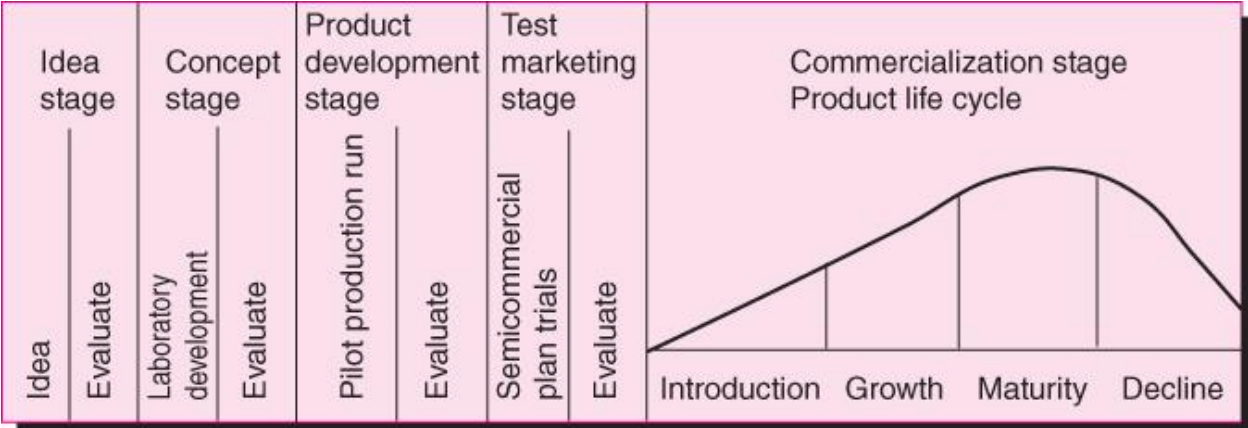 Idea
stage
Concept
stage
Product
development
stage
Test
marketing
stage
Commercialization stage
Product life cycle
Idea
Evaluate
Laboratory
development
Evaluate
Pilot production run
Evaluate
Semicommercial
plan trials
Evaluate
Introduction
Growth
Maturity
Decline